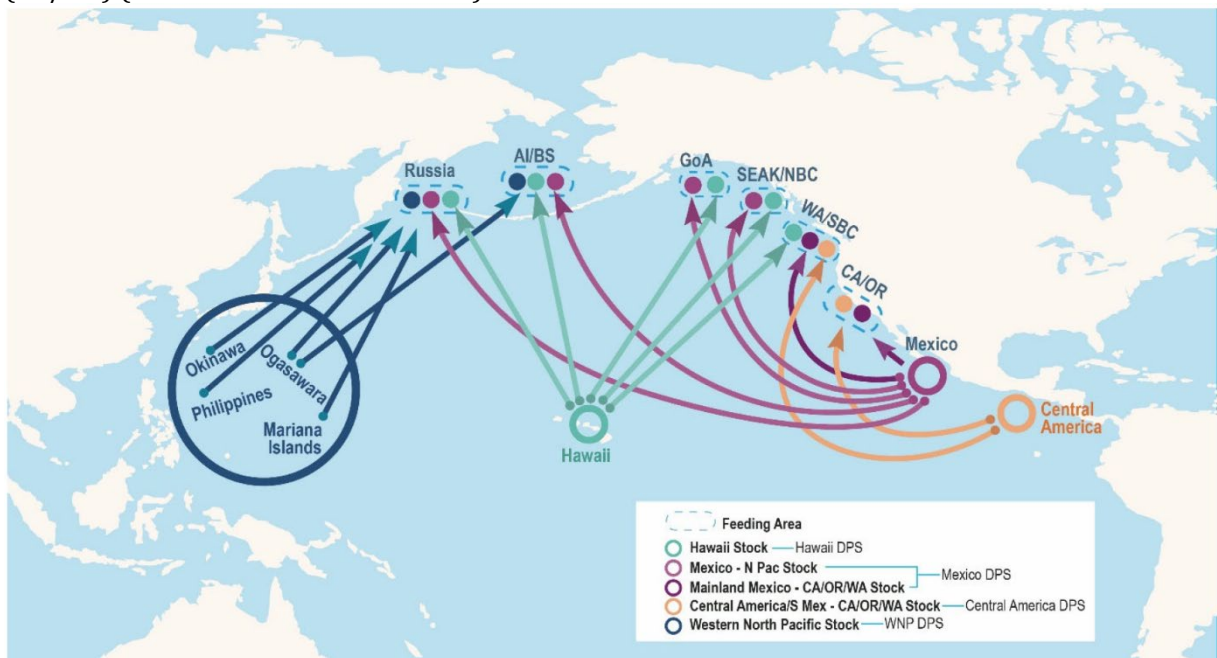 Russia
AI/BS
GoA
SEAK/NBC
WA/SBC
CA/OR
Mexico
Central
America
Okinawa
Ogasawara
Philippines
Mariana
Islands
Hawaii
Feeding Area
Hawaii Stock Hawaii DPS
Mexico - N Pac Stock
Mexico DPS
Mainland Mexico - CA/OR/WA Stock
Central America/S Mex - CA/OR/WA Stock Central America DPS
Western North Pacific Stock WNP DPS